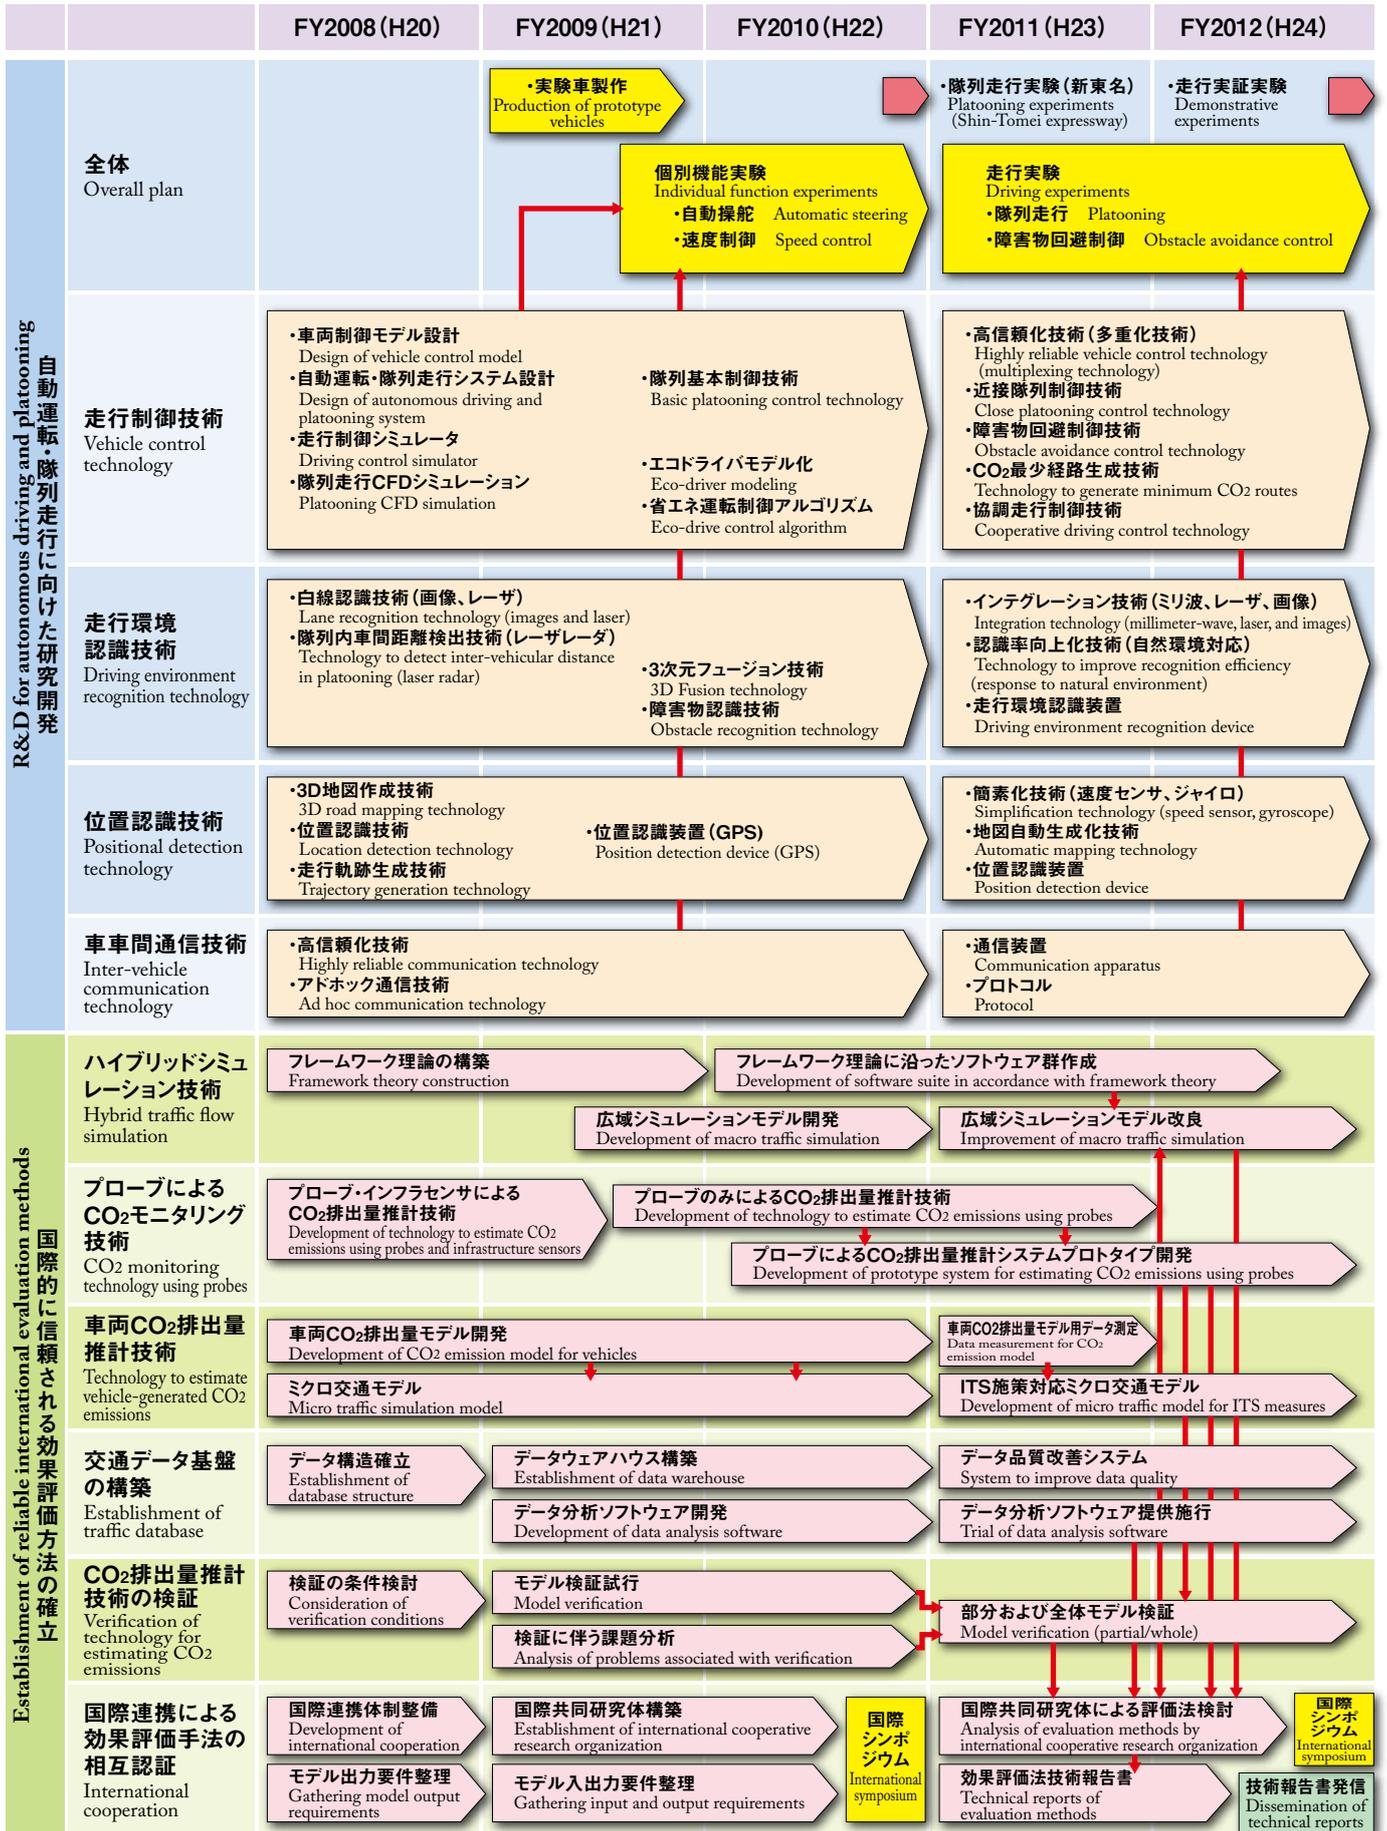 FY2008（H20）
FY2009（H21）
FY2010（H22）
FY2011（H23）
FY2012（H24）
自動運転・隊列走行に向けた研究開発
R&D for autonomous driving and platooning
全体
Overall plan
・実験車製作
Production of prototype
vehicles
・隊列走行実験（新東名）
Platooning experiments
(Shin-Tomei expressway)
・走行実証実験
Demonstrative
experiments
個別機能実験
Individual function experiments
・自動操舵 Automatic steering
・速度制御 Speed control
走行実験
Driving experiments
・隊列走行 Platooning
・障害物回避制御 Obstacle avoidance control
走行制御技術
Vehicle control
technology
・車両制御モデル設計
Design of vehicle control model
・自動運転・隊列走行システム設計
Design of autonomous driving and
platooning system
・走行制御シミュレータ
Driving control simulator
・隊列走行CFDシミュレーション
Platooning CFD simulation
・隊列基本制御技術
Basic platooning control technology
・エコドライバモデル化
Eco-driver modeling
・省エネ運転制御アルゴリズム
Eco-drive control algorithm
・高信頼化技術（多重化技術）
Highly reliable vehicle control technology
(multiplexing technology)
・近接隊列制御技術
Close platooning control technology
・障害物回避制御技術
Obstacle avoidance control technology
・CO2最少経路生成技術
Technology to generate minimum CO2 routes
・協調走行制御技術
Cooperative driving control technology
走行環境
認識技術
Driving environment
recognition technology
・白線認識技術（画像、レーザ）
Lane recognition technology (images and laser)
・隊列内車間距離検出技術（レーザレーダ）
Technology to detect inter-vehicular distance
in platooning (laser radar)
・3次元フュージョン技術
3D Fusion technology
・障害物認識技術
Obstacle recognition technology
・インテグレーション技術（ミリ波、レーザ、画像）
Integration technology (millimeter-wave, laser, and images)
・認識率向上化技術（自然環境対応）
Technology to improve recognition efficiency
(response to natural environment)
・走行環境認識装置
Driving environment recognition device
位置認識技術
Positional detection
technology
・3D地図作成技術
3D road mapping technology
・位置認識技術
Location detection technology
・走行軌跡生成技術
Trajectory generation technology
・位置認識装置（GPS）
Position detection device (GPS)
・簡素化技術（速度センサ、ジャイロ）
Simplification technology (speed sensor, gyroscope)
・地図自動生成化技術
Automatic mapping technology
・位置認識装置
Position detection device
車車間通信技術
Inter-vehicle
communication
technology
・高信頼化技術
Highly reliable communication technology
・アドホック通信技術
Ad hoc communication technology
・通信装置
Communication apparatus
・プロトコル
Protocol
国際的に信頼される効果評価方法の確立
Establishment of reliable international evaluation methods
ハイブリッドシミュ
レーション技術
Hybrid traffic flow
simulation
フレームワーク理論の構築
Framework theory construction
フレームワーク理論に沿ったソフトウェア群作成
Development of software suite in accordance with framework theory
広域シミュレーションモデル開発
Development of macro traffic simulation
広域シミュレーションモデル改良
Improvement of macro traffic simulation
プローブによる
CO2モニタリング
技術
CO2 monitoring
technology using probes
プローブ・インフラセンサによる
CO2排出量推計技術
Development of technology to estimate CO2
emissions using probes and infrastructure sensors
プローブのみによるCO2排出量推計技術
Development of technology to estimate CO2 emissions using probes
プローブによるCO2排出量推計システムプロトタイプ開発
Development of prototype system for estimating CO2 emissions using probes
車両CO2排出量
推計技術
Technology to estimate
vehicle-generated CO2
emissions
車両CO2排出量モデル開発
Development of CO2 emission model for vehicles
車両CO2排出量モデル用データ測定
Data measurement for CO2
emission model
ミクロ交通モデル
Micro traffic simulation model
ITS施策対応ミクロ交通モデル
Development of micro traffic model for ITS measures
交通データ基盤
の構築
Establishment of
traffic database
データ構造確立
Establishment of
database structure
データウェアハウス構築
Establishment of data warehouse
データ品質改善システム
System to improve data quality
データ分析ソフトウェア開発
Development of data analysis software
データ分析ソフトウェア提供施行
Trial of data analysis software
CO2排出量推計
技術の検証
Verification of
technology for
estimating CO2
emissions
検証の条件検討
Consideration of
verification conditions
モデル検証試行
Model verification
検証に伴う課題分析
Analysis of problems associated with verification
部分および全体モデル検証
Model verification (partial/whole)
国際連携による
効果評価手法の
相互認証
International
cooperation
国際連携体制整備
Development of
international cooperation
国際共同研究体構築
Establishment of international cooperative
research organization
国際
シンポ
ジウム
International
symposium
国際共同研究体による評価法検討
Analysis of evaluation methods by
international cooperative research organization
国際
シンポ
ジウム
International
symposium
モデル出力要件整理
Gathering model output
requirements
モデル入出力要件整理
Gathering input and output requirements
効果評価法技術報告書
Technical reports of
evaluation methods
技術報告書発信
Dissemination of
technical reports